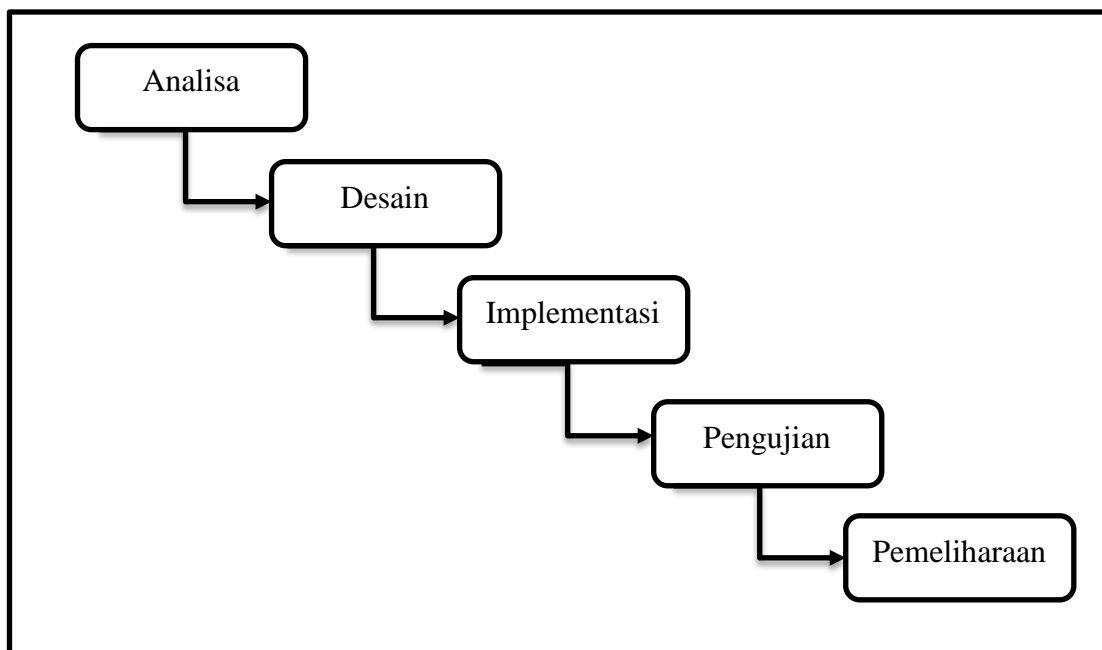 Analisa
Desain
Implementasi
Pengujian
Pemeliharaan